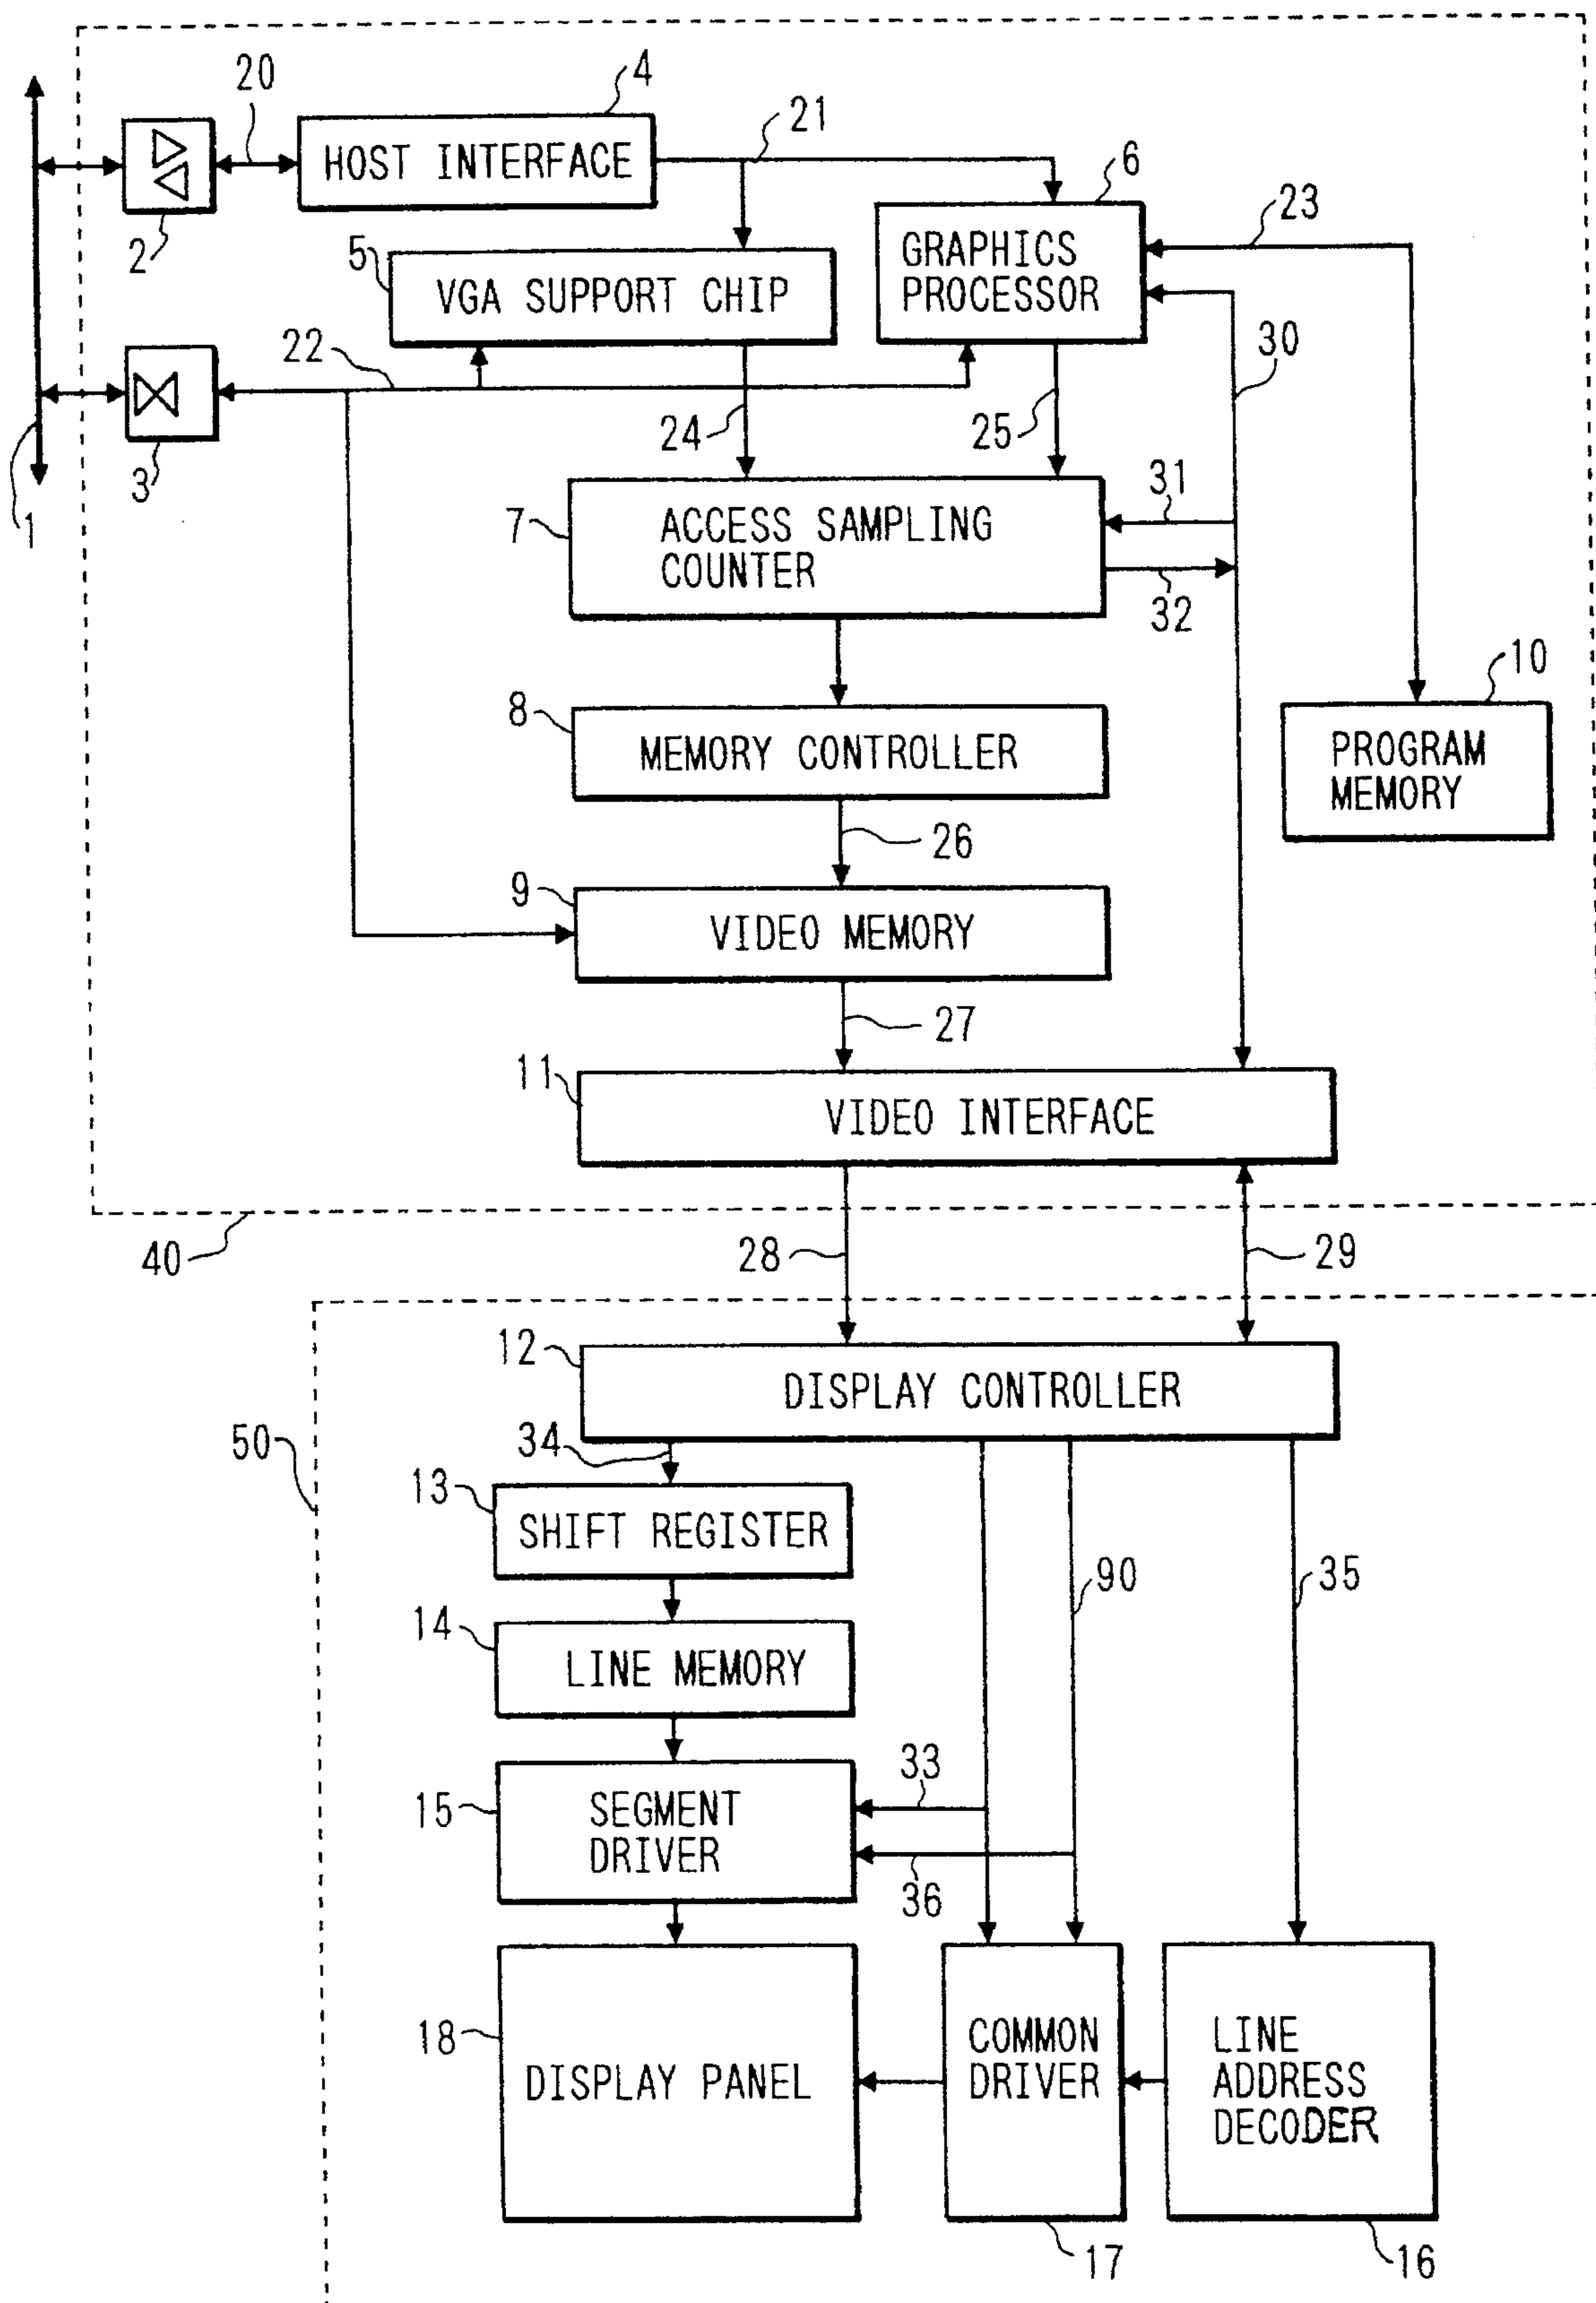 20
4
21
HOST INTERFACE
6
2
5
23
VGA SUPPORT CHIP
GRAPHICS
PROCESSOR
22
30
3
24
25
1
31
7
ACCESS SAMPLING
COUNTER
32
10
8
MEMORY CONTROLLER
PROGRAM
MEMORY
26
9
VIDEO MEMORY
27
11
VIDEO INTERFACE
40
28
29
12
DISPLAY CONTROLLER
50
34
13
SHIFT REGISTER
90
35
14
LINE MEMORY
33
15
SEGMENT
DRIVER
36
18
DISPLAY PANEL
COMMON
DRIVER
LINE
ADDRESS
DECODER
17
16